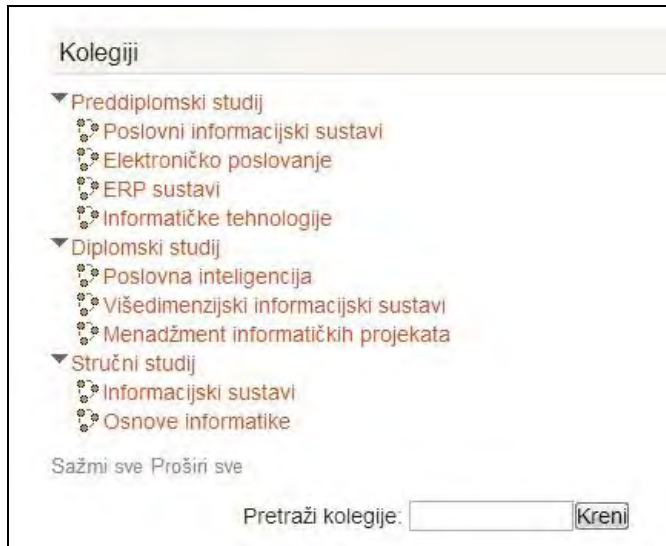 Kolegiji
Preddiplomski studij
Poslovni informacijski sustavi
Elektroničko poslovanje
ERP sustavi
Informatičke tehnologije
Diplomski studij
Poslovna inteligencija
Višedimenzijski informacijski sustavi
Menadžment informatičkih projekata
Stručni studij
Informacijski sustavi
Osnove informatike
Sažmi sve Proširi sve
Pretraži kolegije: Kreni